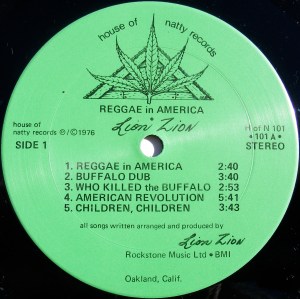 house of natty records
REGGAE in AMERICA
Lion Zion
house of
natty records ℗/©1976
SIDE 1
H of N 101
•101 A•
STEREO
1 REGGAE in AMERICA 2:40
2 BUFFALO DUB 3:40
3 WHO KILLED the BUFFALO 2:53
4 AMERICAN REVOLUTION 5:41
5 CHILDREN, CHILDREN 3:43
all songs written arranged and produced by
Lion Zion
Rockstone Music Ltd • BMI
Oakland, Calif.